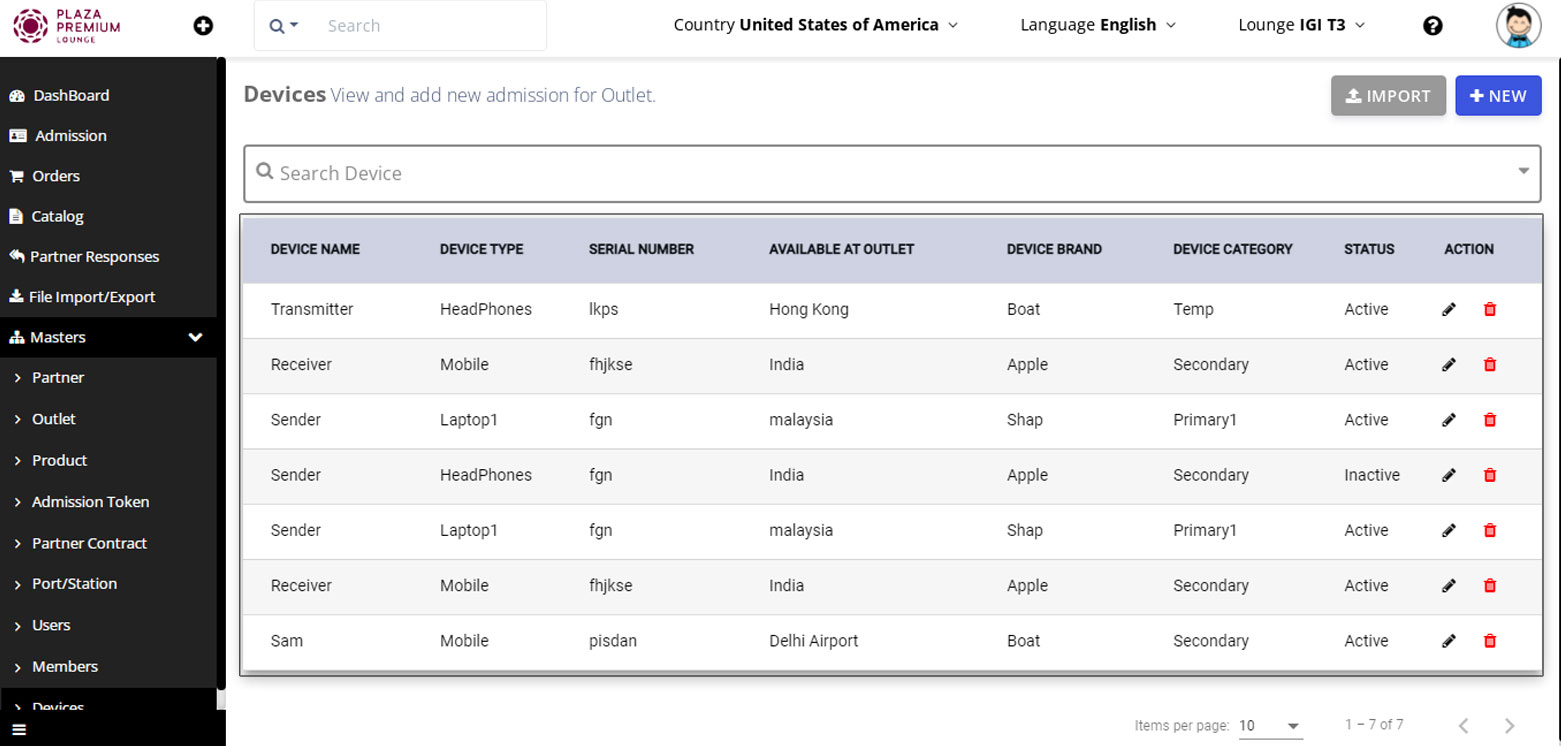 PLAZA
PREMIUM
LOUNGE
Search
Country United States of America
Language English
Lounge IGI T3
DashBoard
Admission
Orders
Catalog
Partner Responses
File Import/Export
Masters
Partner
Outlet
Product
Admission Token
Partner Contract
Port/Station
Users
Members
Devices
Devices View and add new admission for Outlet.
IMPORT
NEW
Search Device
DEVICE NAME DEVICE TYPE SERIAL NUMBER AVAILABLE AT OUTLET DEVICE BRAND DEVICE CATEGORY STATUS ACTION
Transmitter HeadPhones lkps Hong Kong Boat Temp Active
Receiver Mobile fhjkse India Apple Secondary Active
Sender Laptop1 fgn malaysia Shap Primary1 Active
Sender HeadPhones fgn India Apple Secondary Inactive
Sender Laptop1 fgn malaysia Shap Primary1 Active
Receiver Mobile fhjkse India Apple Secondary Active
Sam Mobile pisdan Delhi Airport Boat Secondary Active
Items per page: 10 1 – 7 of 7